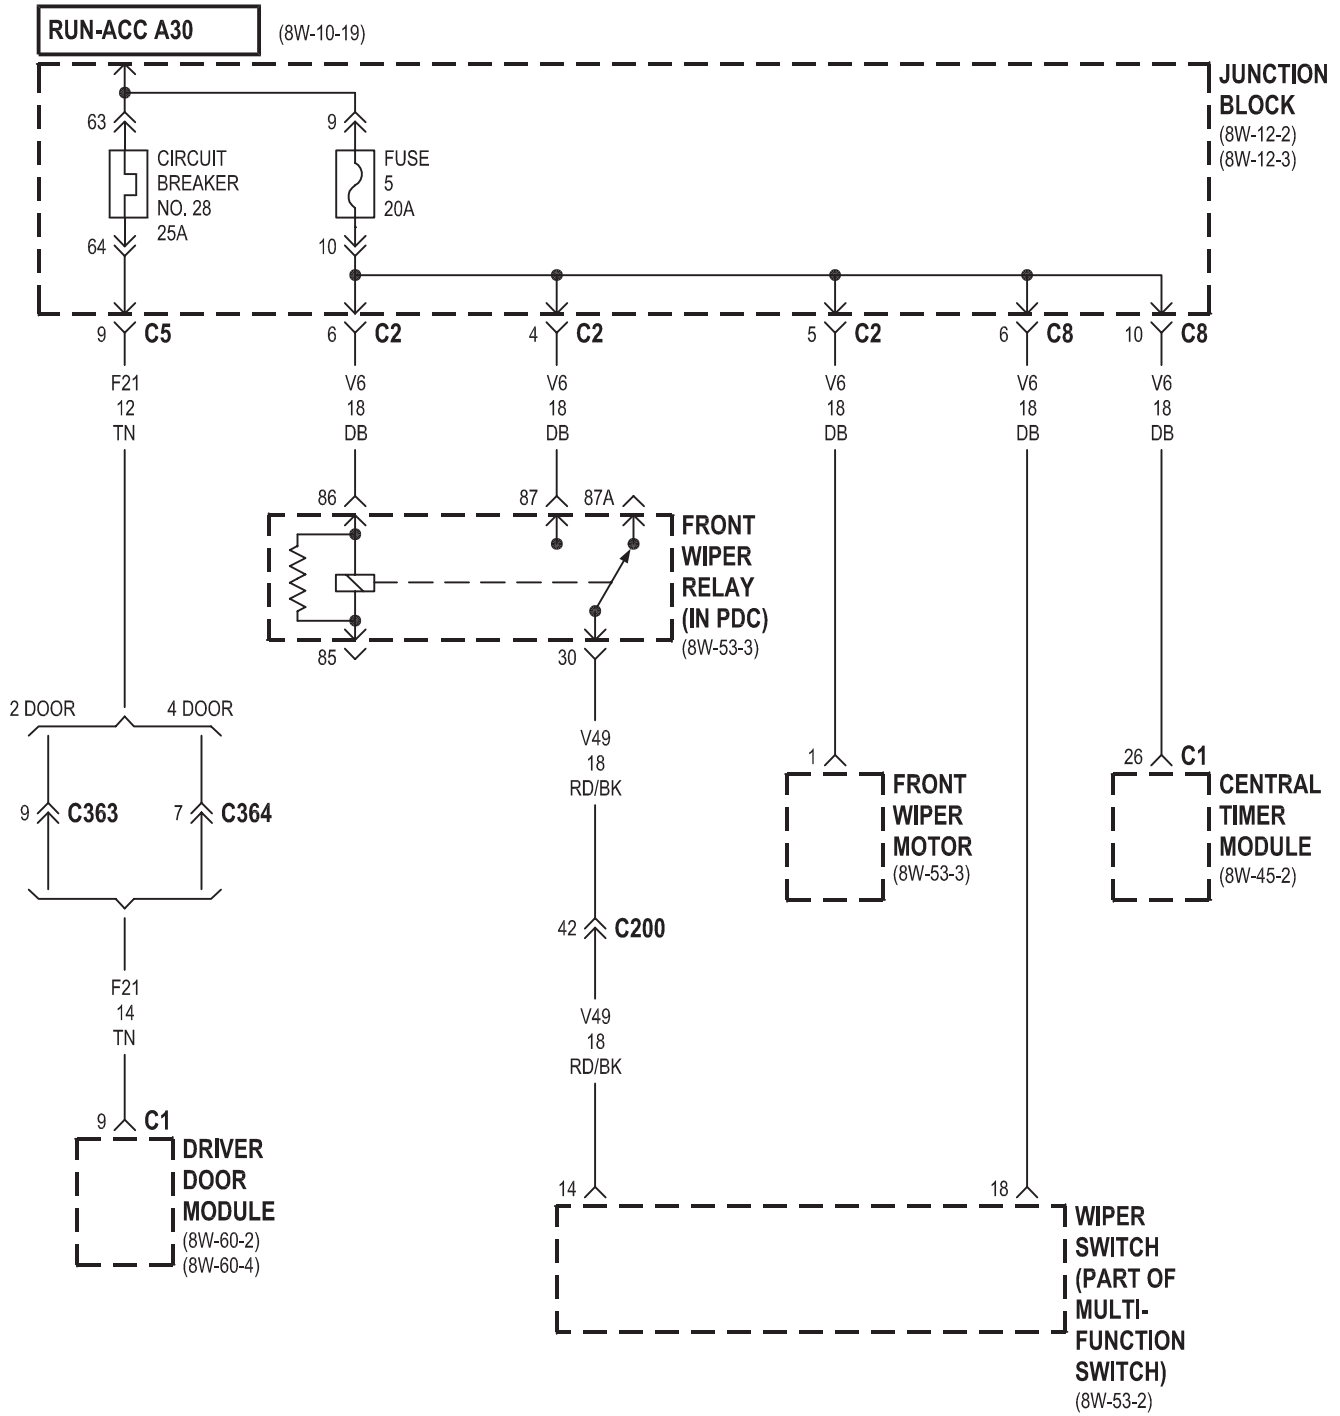 RUN-ACC A30 (8W-10-19)
JUNCTION
BLOCK
(8W-12-2)
(8W-12-3)
63
CIRCUIT
BREAKER
NO. 28
25A
64
9
FUSE
5
20A
10
9 C5
6 C2
4 C2
5 C2
6 C8
10 C8
F21
12
TN
V6
18
DB
V6
18
DB
V6
18
DB
V6
18
DB
V6
18
DB
86
87
87A
FRONT
WIPER
RELAY
(IN PDC)
(8W-53-3)
85
30
2 DOOR
4 DOOR
9 C363
7 C364
V49
18
RD/BK
1
FRONT
WIPER
MOTOR
(8W-53-3)
26 C1
CENTRAL
TIMER
MODULE
(8W-45-2)
42 C200
F21
14
TN
V49
18
RD/BK
9 C1
DRIVER
DOOR
MODULE
(8W-60-2)
(8W-60-4)
14
18
WIPER
SWITCH
(PART OF
MULTI-
FUNCTION
SWITCH)
(8W-53-2)